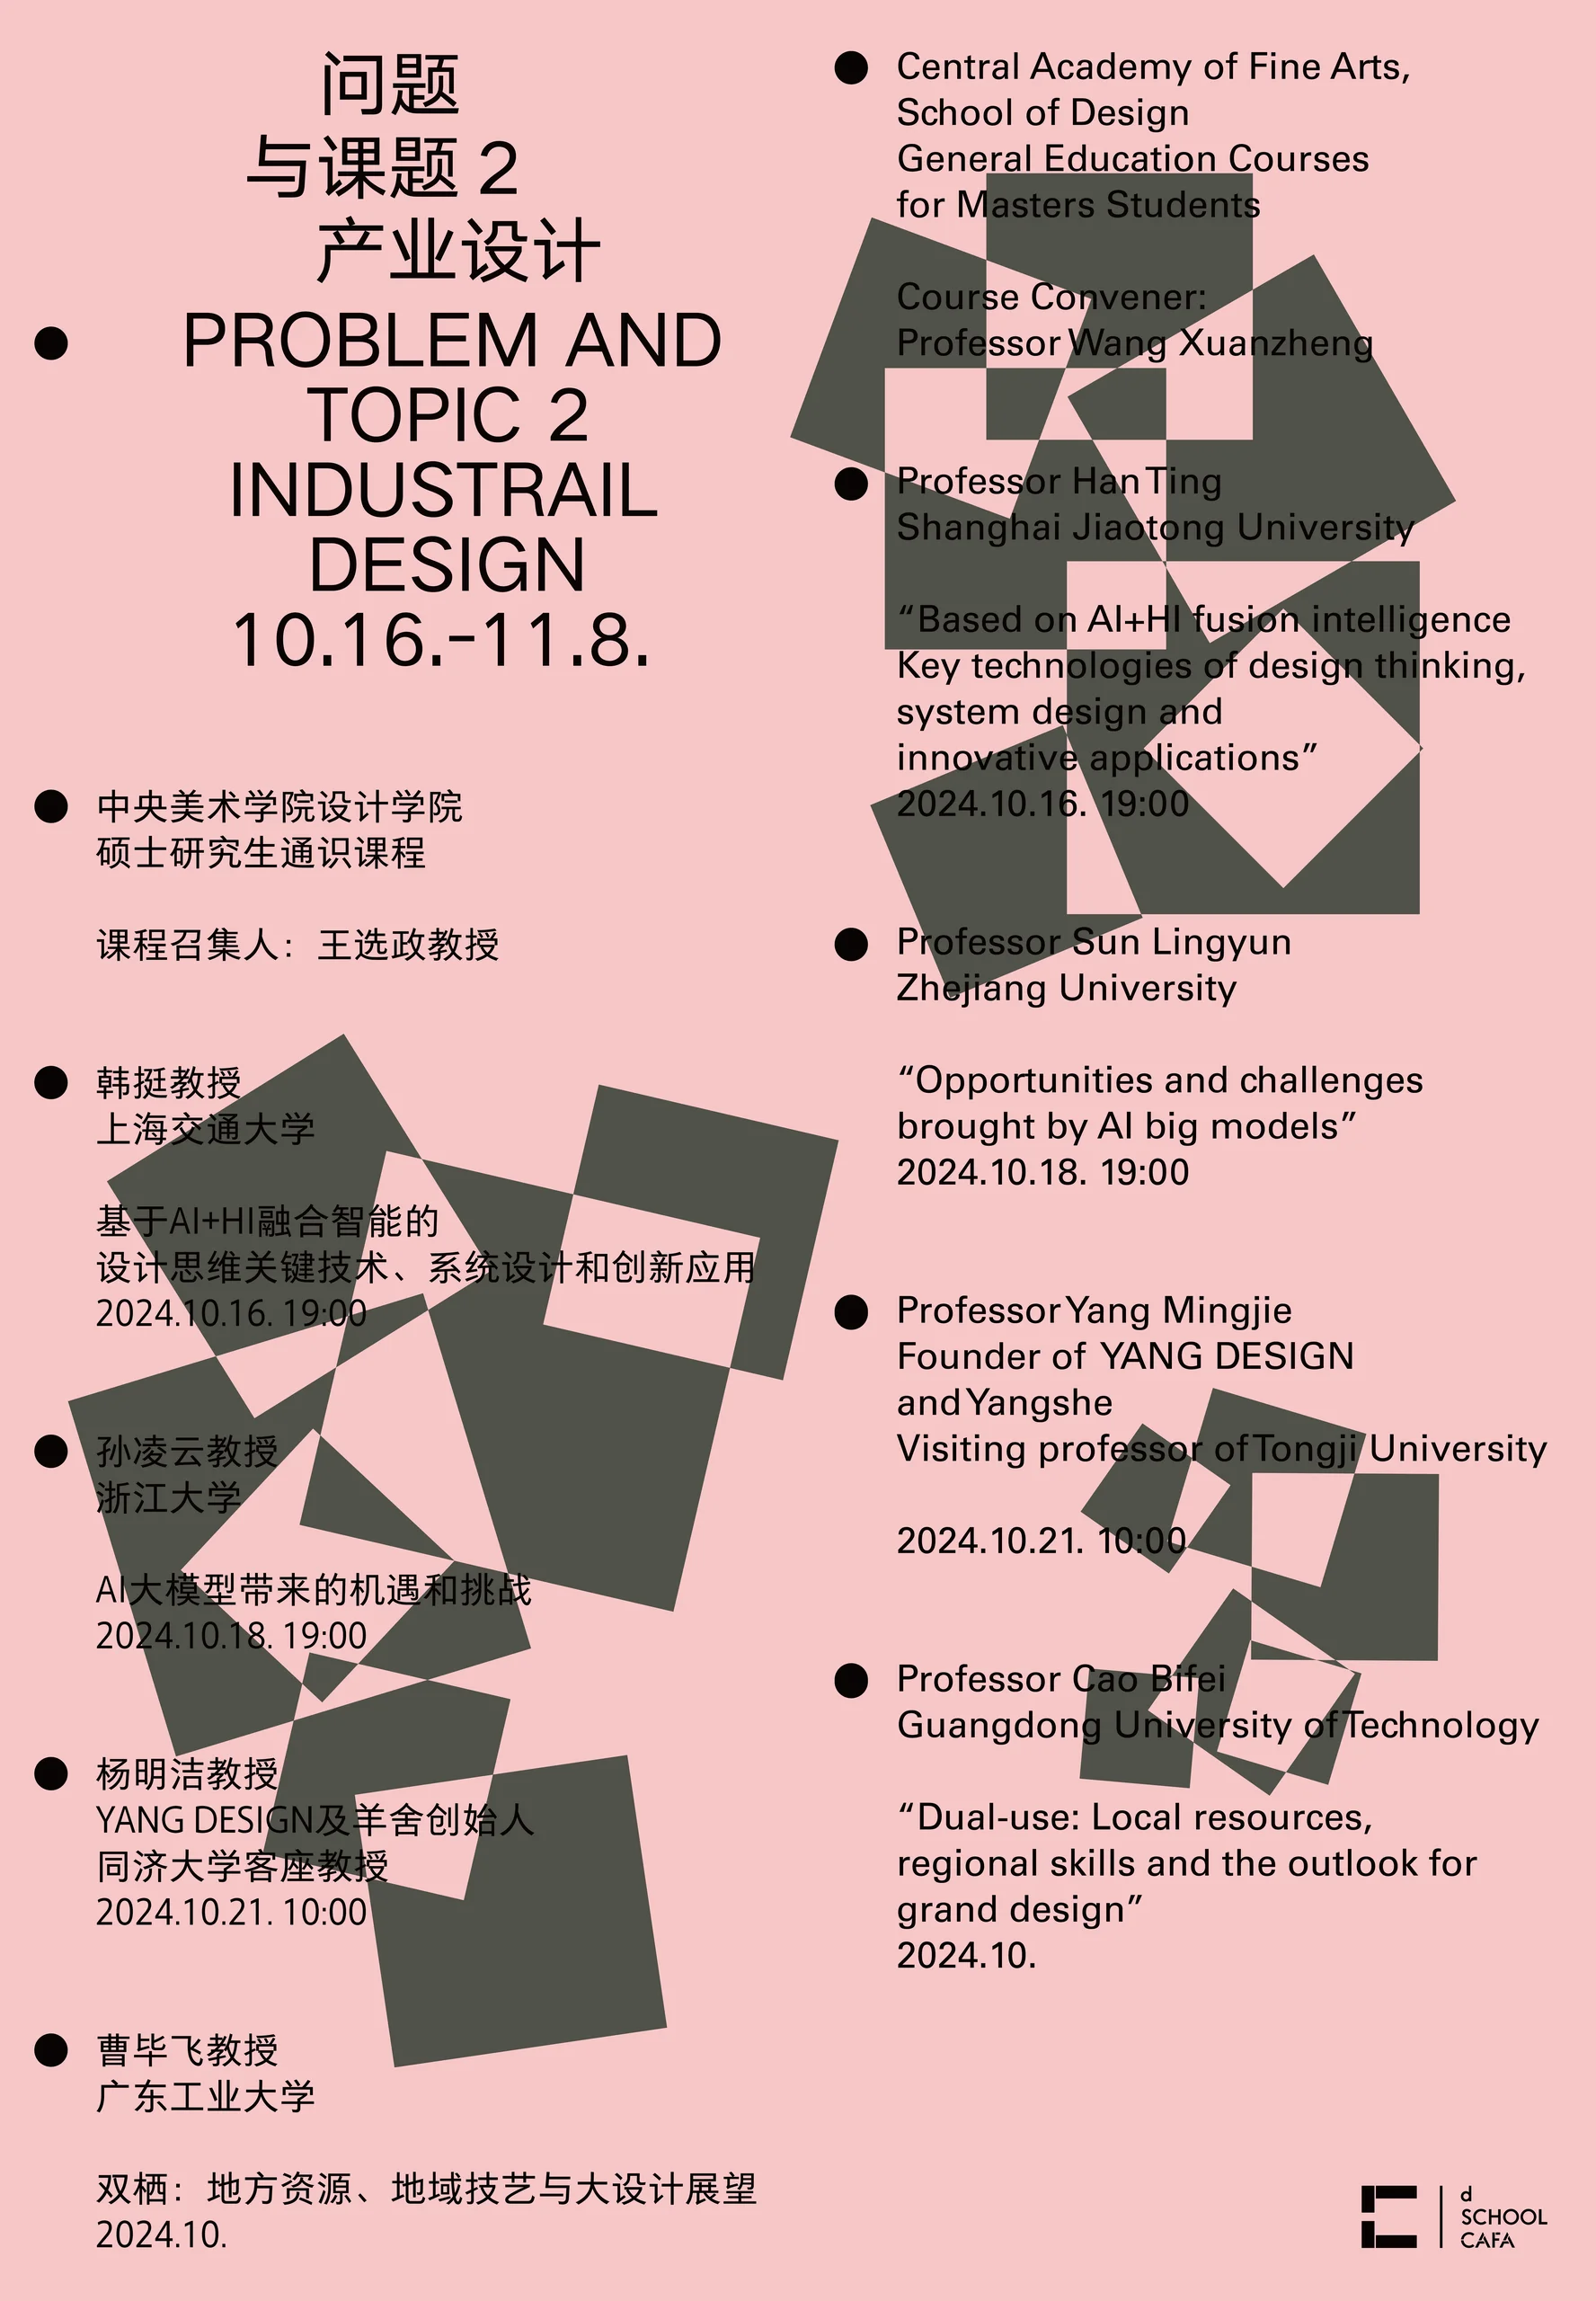 问题
与课题 2
产业设计
PROBLEM AND
TOPIC 2
INDUSTRAIL
DESIGN
10.16.-11.8.
中央美术学院设计学院
硕士研究生通识课程
课程召集人：王选政教授
韩挺教授
上海交通大学
基于AI+HI融合智能的
设计思维关键技术、系统设计和创新应用
2024.10.16. 19:00
孙凌云教授
浙江大学
AI大模型带来的机遇和挑战
2024.10.18. 19:00
杨明洁教授
YANG DESIGN及羊舍创始人
同济大学客座教授
2024.10.21. 10:00
曹毕飞教授
广东工业大学
双栖：地方资源、地域技艺与大设计展望
2024.10.
Central Academy of Fine Arts,
School of Design
General Education Courses
for Masters Students
Course Convener:
Professor Wang Xuanzheng
Professor Han Ting
Shanghai Jiaotong University
“Based on AI+HI fusion intelligence
Key technologies of design thinking,
system design and
innovative applications”
2024.10.16. 19:00
Professor Sun Lingyun
Zhejiang University
“Opportunities and challenges
brought by AI big models”
2024.10.18. 19:00
Professor Yang Mingjie
Founder of YANG DESIGN
and Yangshe
Visiting professor of Tongji University
2024.10.21. 10:00
Professor Cao Bifei
Guangdong University of Technology
“Dual-use: Local resources,
regional skills and the outlook for
grand design”
2024.10.
d
SCHOOL
CAFA